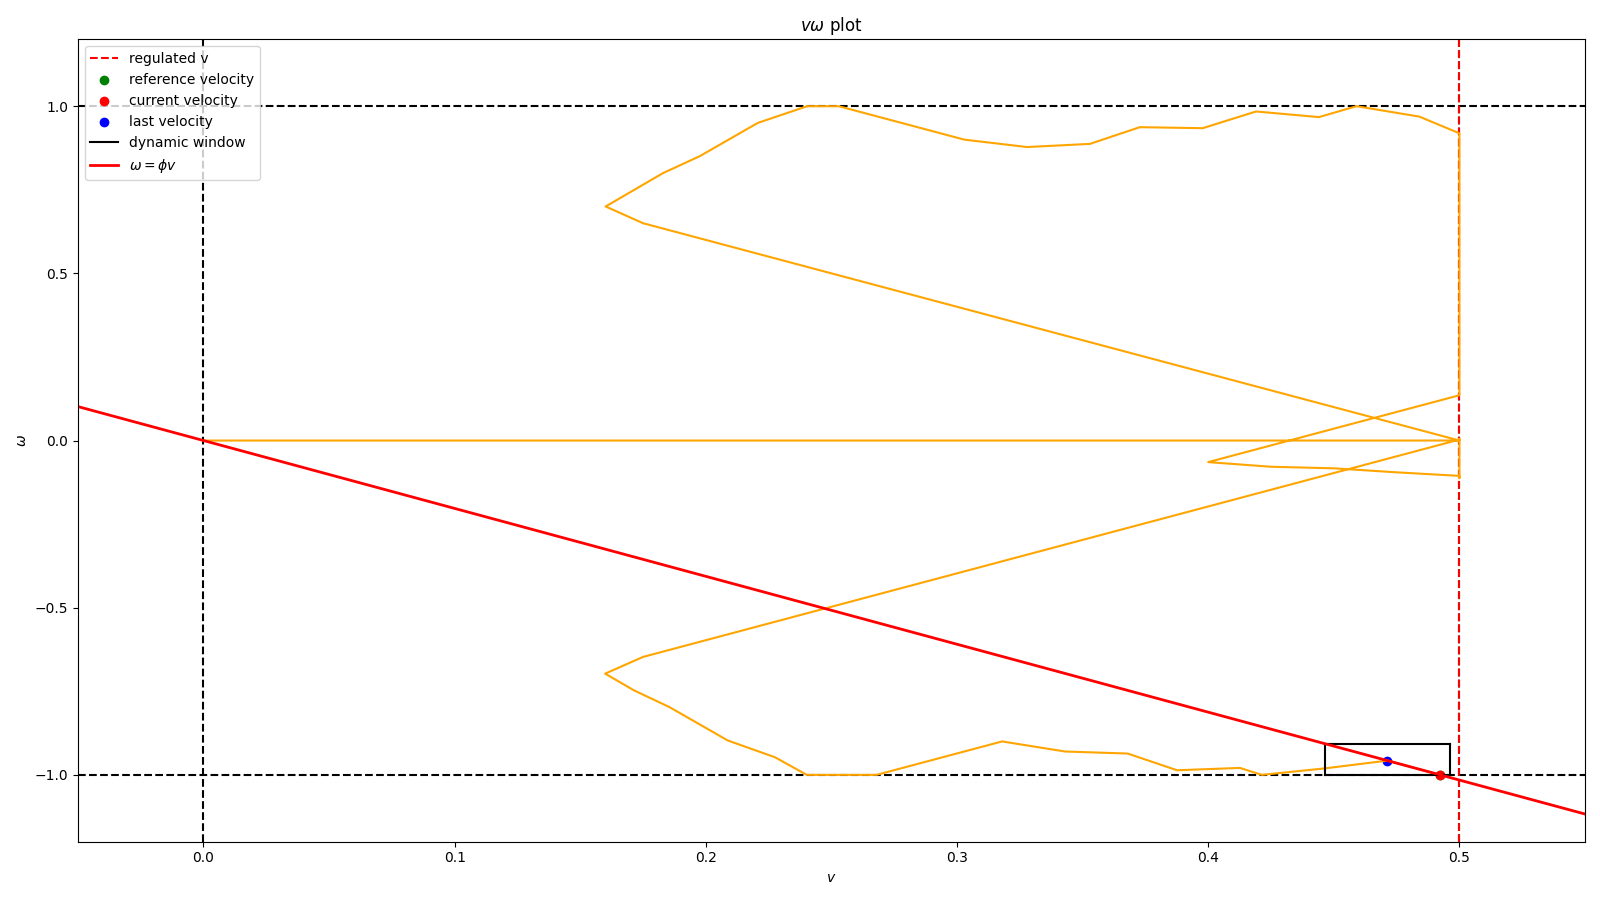 vω plot
regulated v
reference velocity
current velocity
last velocity
dynamic window
ω = ϕv
1.0
0.5
0.0
−0.5
−1.0
ω
0.0 0.1 0.2 0.3 0.4 0.5
v